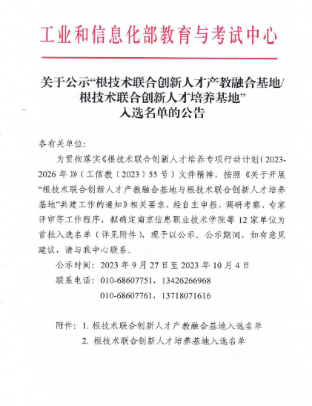 工业和信息化部教育与考试中心
关于公示“根技术联合创新人才产教融合基地/
根技术联合创新人才培养基地”
入选名单的公告
各有关单位:
为贯彻落实《根技术联合创新人才培养专项行动计划(2023-
2026年)》(工信教〔2023〕55号)文件精神,按照《关于开展
“根技术联合创新人才产教融合基地与根技术联合创新人才培养
基地”共建工作的通知》相关要求,经自主申报、调研考察、专家
评审等工作程序,拟确定南京信息职业技术学院等12家单位为
首批入选名单(详见附件),现予以公示。公示期间,如有意见
建议,请与我中心联系。
公示时间:2023年9月27日至2023年10月4日
联系电话:010-68607751,13426266968
010-68607761,13718071616
附件:1. 根技术联合创新人才产教融合基地入选名单
2. 根技术联合创新人才培养基地入选名单